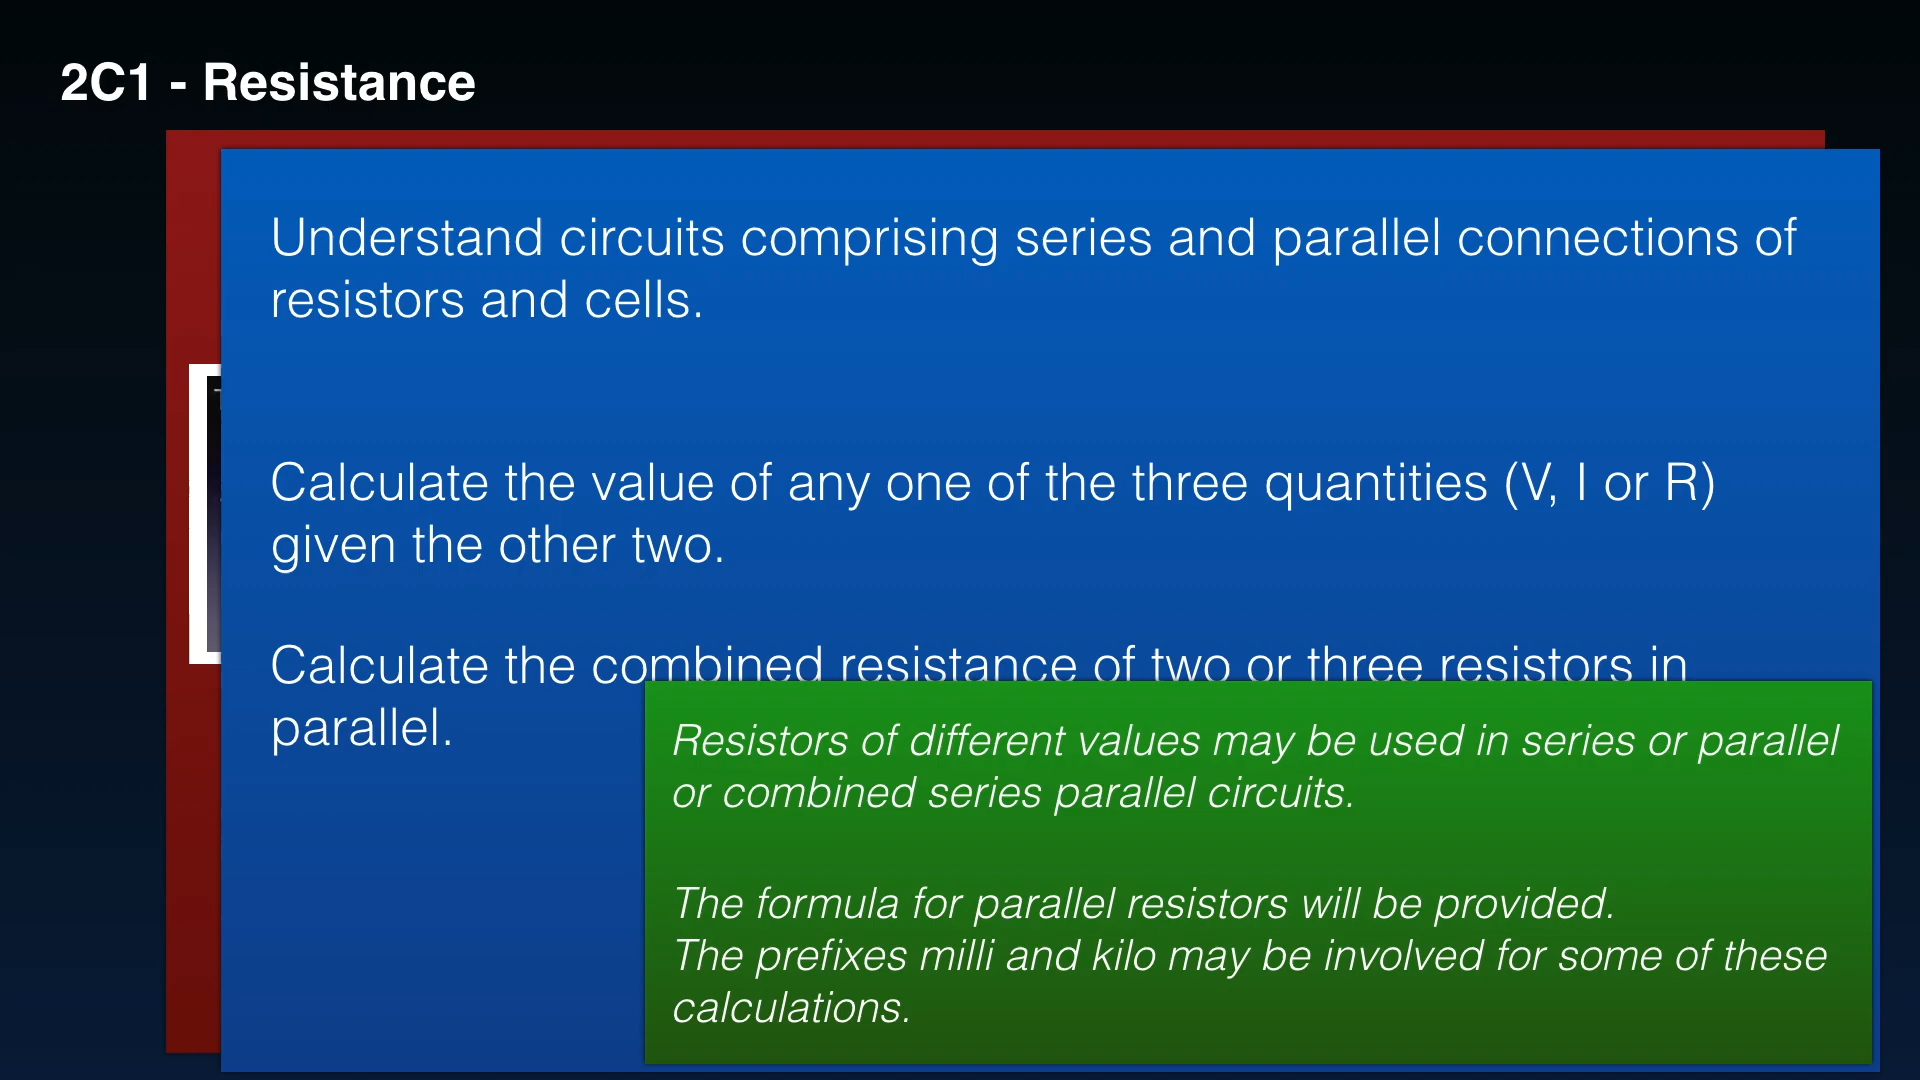 2C1 - Resistance
Understand circuits comprising series and parallel connections of
resistors and cells.
Calculate the value of any one of the three quantities (V, I or R)
given the other two.
Calculate the combined resistance of two or three resistors in
parallel.
Resistors of different values may be used in series or parallel
or combined series parallel circuits.
The formula for parallel resistors will be provided.
The prefixes milli and kilo may be involved for some of these
calculations.